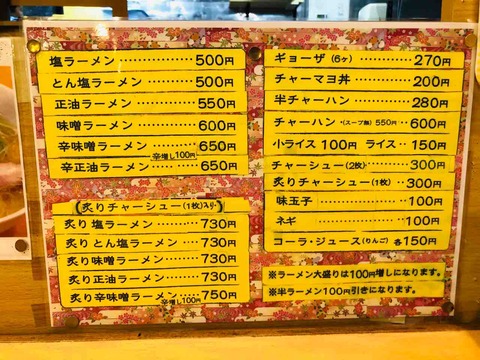 塩ラーメン ………… 500円
とん塩ラーメン ……… 500円
正油ラーメン ………… 550円
味噌ラーメン ………… 600円
辛味噌ラーメン ……… 650円
辛増し100円
辛正油ラーメン ……… 650円
炙りチャーシュー(1枚)入り
炙り塩ラーメン ……… 730円
炙りとん塩ラーメン … 730円
炙り味噌ラーメン …… 730円
炙り正油ラーメン …… 730円
炙り辛味噌ラーメン … 750円
辛増し100円
ギョーザ(6ヶ) ……… 270円
チャーマヨ丼 ………… 200円
半チャーハン ………… 280円
チャーハン ・(スープ無) 550円 ‥ 600円
小ライス 100円 ライス ‥ 150円
チャーシュー(2枚) …… 300円
炙りチャーシュー(1枚) ‥ 300円
味玉子 ………… 100円
ネギ ………… 100円
コーラ・ジュース(りんご) 各150円
※ラーメン大盛りは100円増しになります。
※半ラーメン100円引きになります。